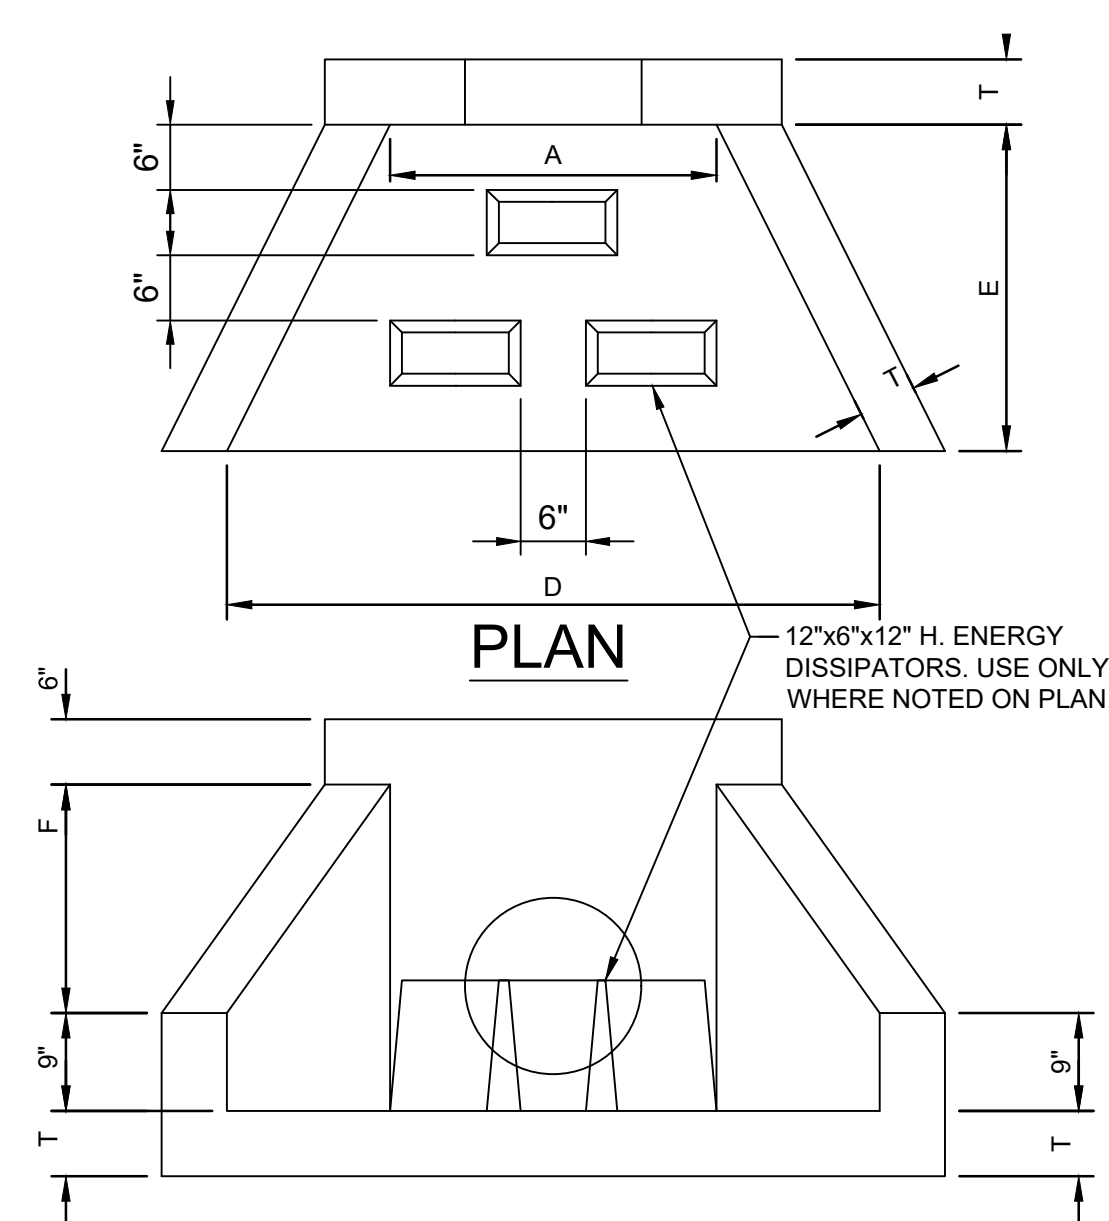 T
6"
A
6"
E
T
6"
D
PLAN
12"x6"x12" H. ENERGY
DISSIPATORS. USE ONLY
WHERE NOTED ON PLAN.
6"
F
9"
9"
T
T